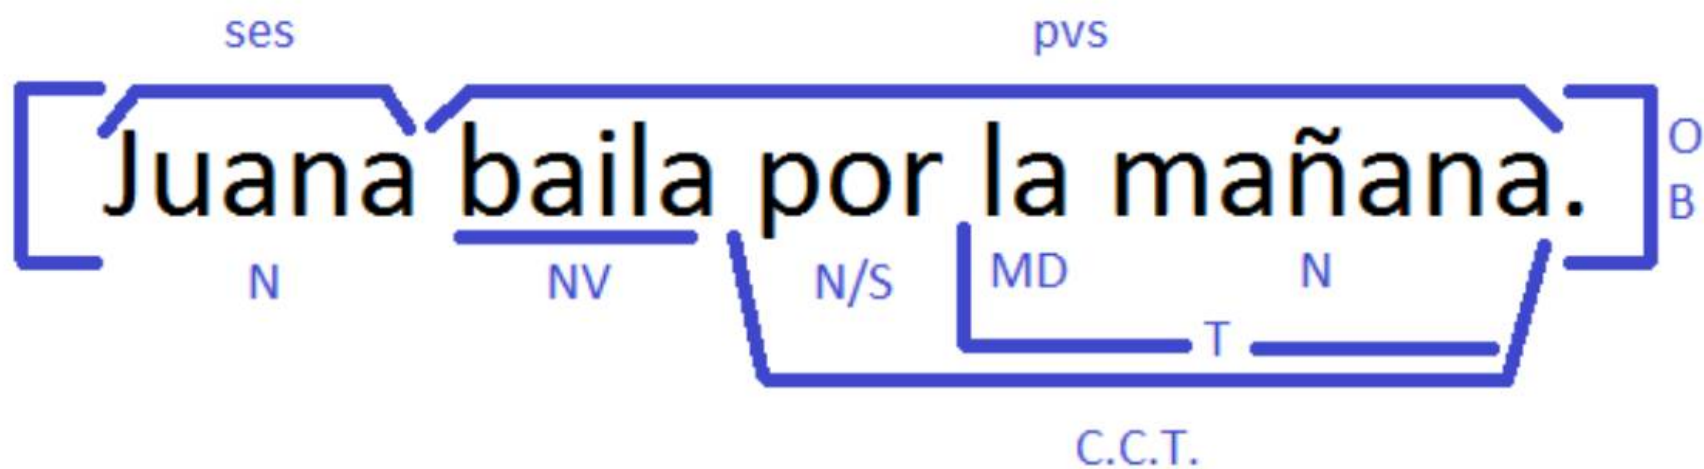 ses pvs
Juana baila por la mañana.
O
B
N NV N/S MD N
T
C.C.T.